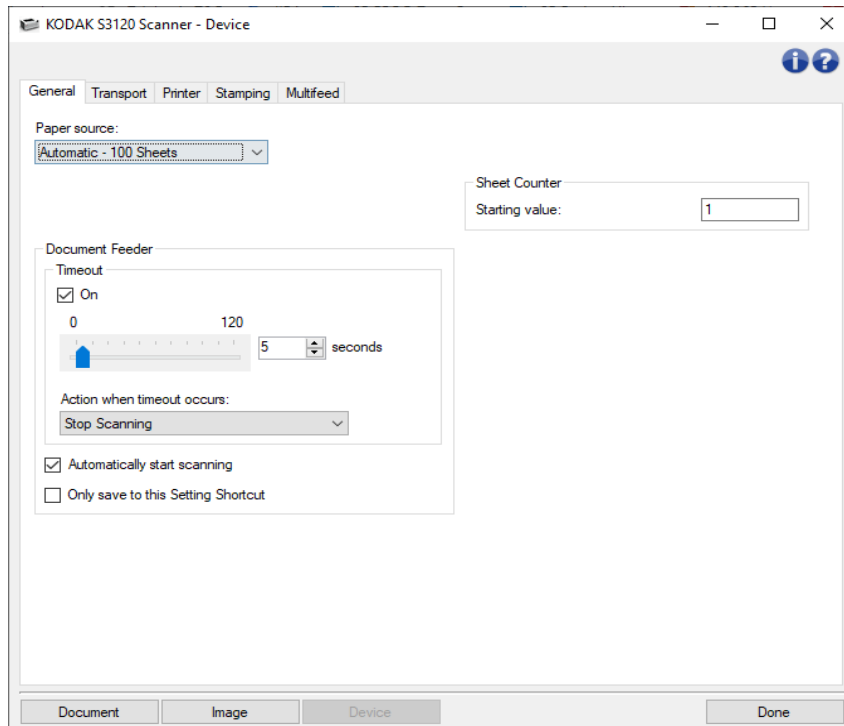 KODAK S3120 Scanner - Device
General Transport Printer Stamping Multifeed
Paper source:
Automatic - 100 Sheets
Sheet Counter
Starting value: 1
Document Feeder
Timeout
On
0 120
5 seconds
Action when timeout occurs:
Stop Scanning
Automatically start scanning
Only save to this Setting Shortcut
Document Image Device Done